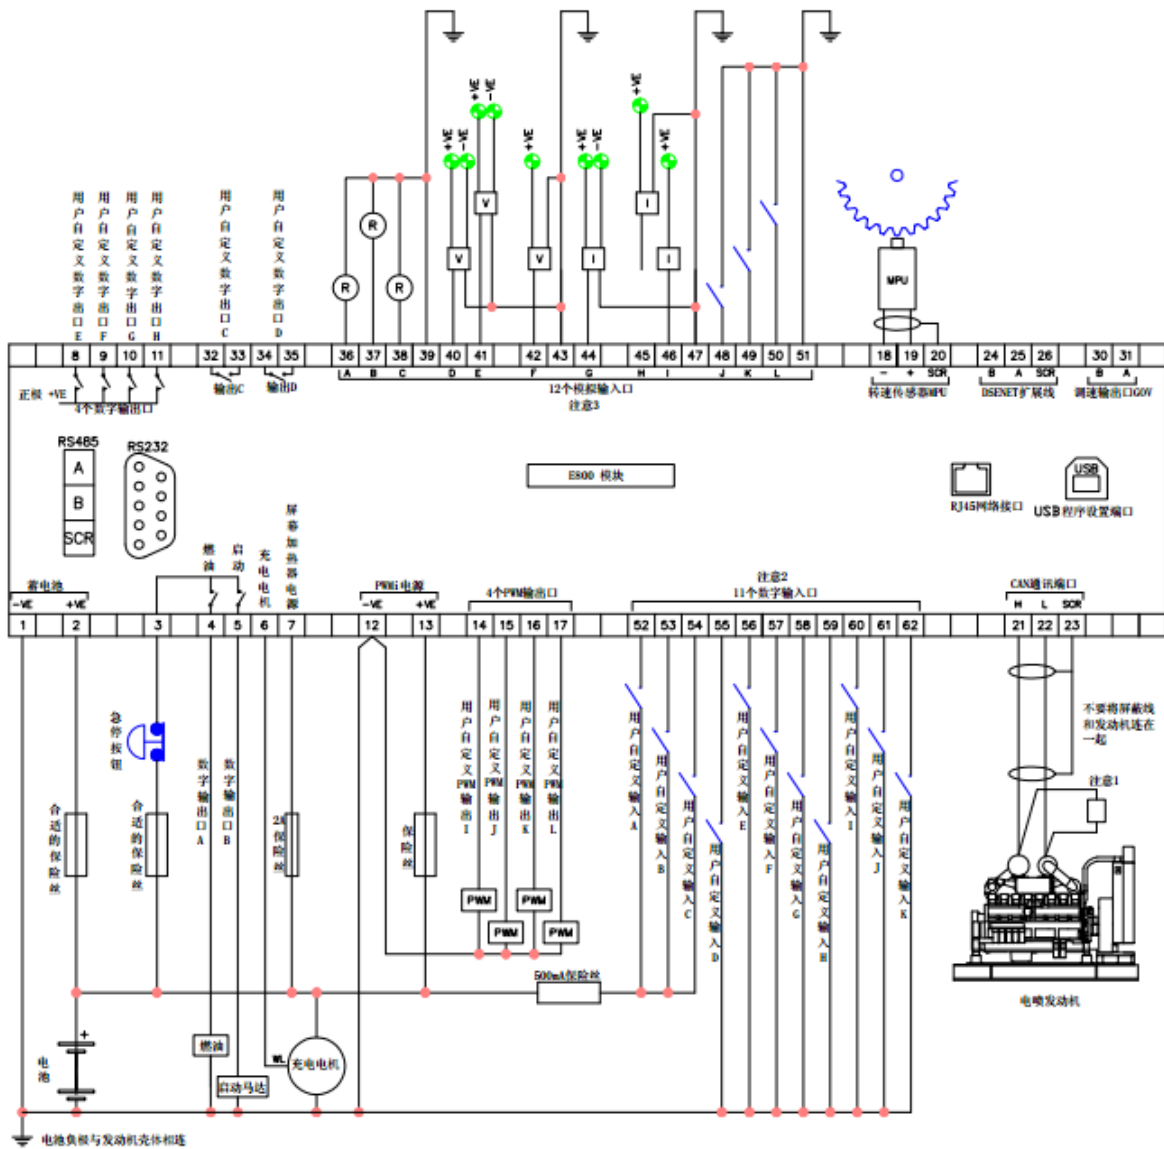 +VE
-VE
+VE
-VE
+VE
+VE
-VE
+VE
+VE
用户自定义数字出口E
用户自定义数字出口F
用户自定义数字出口G
用户自定义数字出口H
用户自定义数字出口C
用户自定义数字出口D
R
R
R
V
V
V
I
I
I
MPU
8 9 10 11 32 33 34 35 36 37 38 39 40 41 42 43 44 45 46 47 48 49 50 51 18 19 20 24 25 26 30 31
A B C D E F G H I J K L - + SCR B A SCR B A
正极 +VE
4个数字输出口
输出C
输出D
12个模拟输入口
注意3
转速传感器MPU
DSENET扩展线
调速输出口GOV
RS485
A
B
SCR
RS232
E800 模块
RJ45网络接口
USB
USB程序设置端口
燃油
启动
充电电机
屏幕加热器电源
蓄电池
-VE +VE
PWMi电源
-VE +VE
4个PWM输出口
注意2
11个数字输入口
CAN通讯端口
H L SCR
1 2 3 4 5 6 7 12 13 14 15 16 17 52 53 54 55 56 57 58 59 60 61 62 21 22 23
急停按钮
合适的保险丝
合适的保险丝
数字输出口A
数字输出口B
2A保险丝
保险丝
用户自定义PWM输出I
用户自定义PWM输出J
用户自定义PWM输出K
用户自定义PWM输出L
PWM
PWM
PWM
PWM
用户自定义输入A
用户自定义输入B
用户自定义输入C
用户自定义输入D
用户自定义输入E
用户自定义输入F
用户自定义输入G
用户自定义输入H
用户自定义输入I
用户自定义输入J
用户自定义输入K
不要将屏蔽线
和发动机连在
一起
注意1
500mA保险丝
电喷发动机
+
电池
燃油
启动马达
WL
充电电机
电池负极与发动机壳体相连